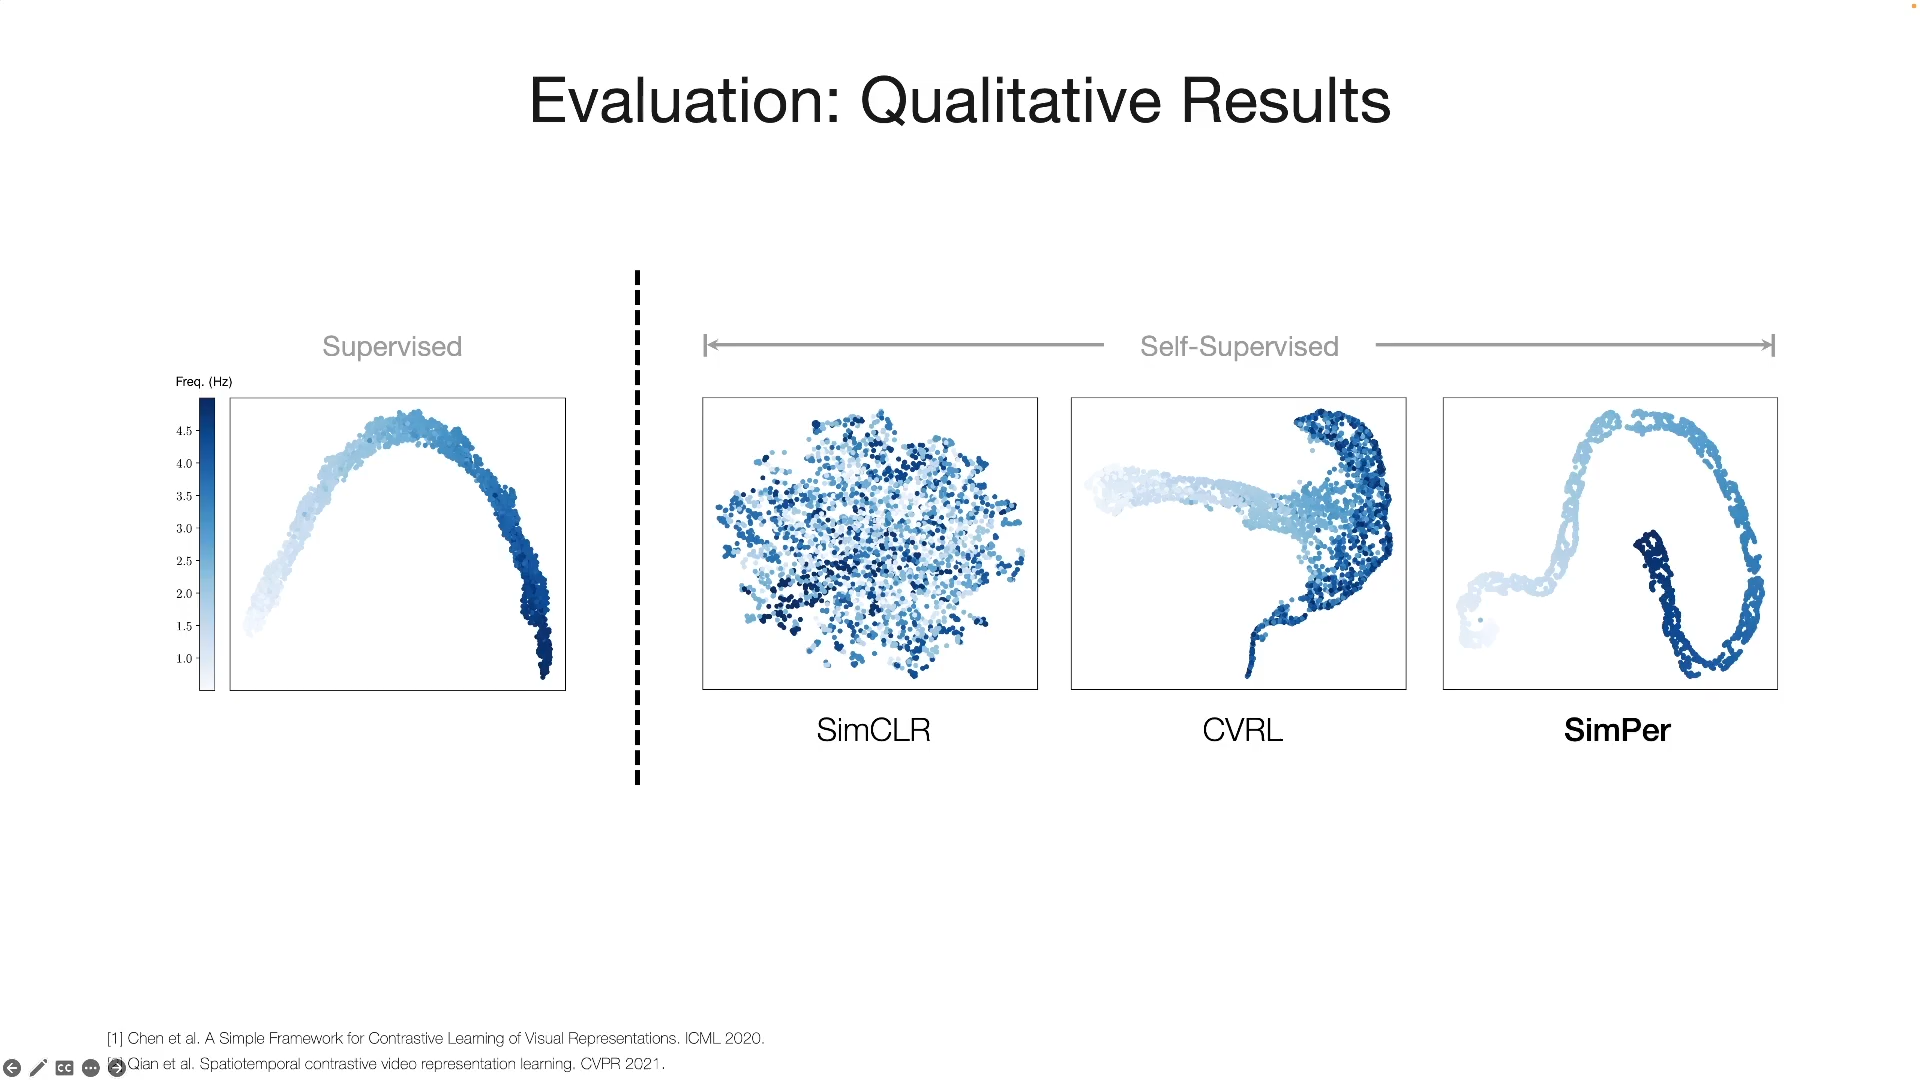 Evaluation: Qualitative Results
Supervised
Self-Supervised
Freq. (Hz)
4.5
4.0
3.5
3.0
2.5
2.0
1.5
1.0
SimCLR
CVRL
SimPer
[1] Chen et al. A Simple Framework for Contrastive Learning of Visual Representations. ICML 2020.
Qian et al. Spatiotemporal contrastive video representation learning. CVPR 2021.
CC